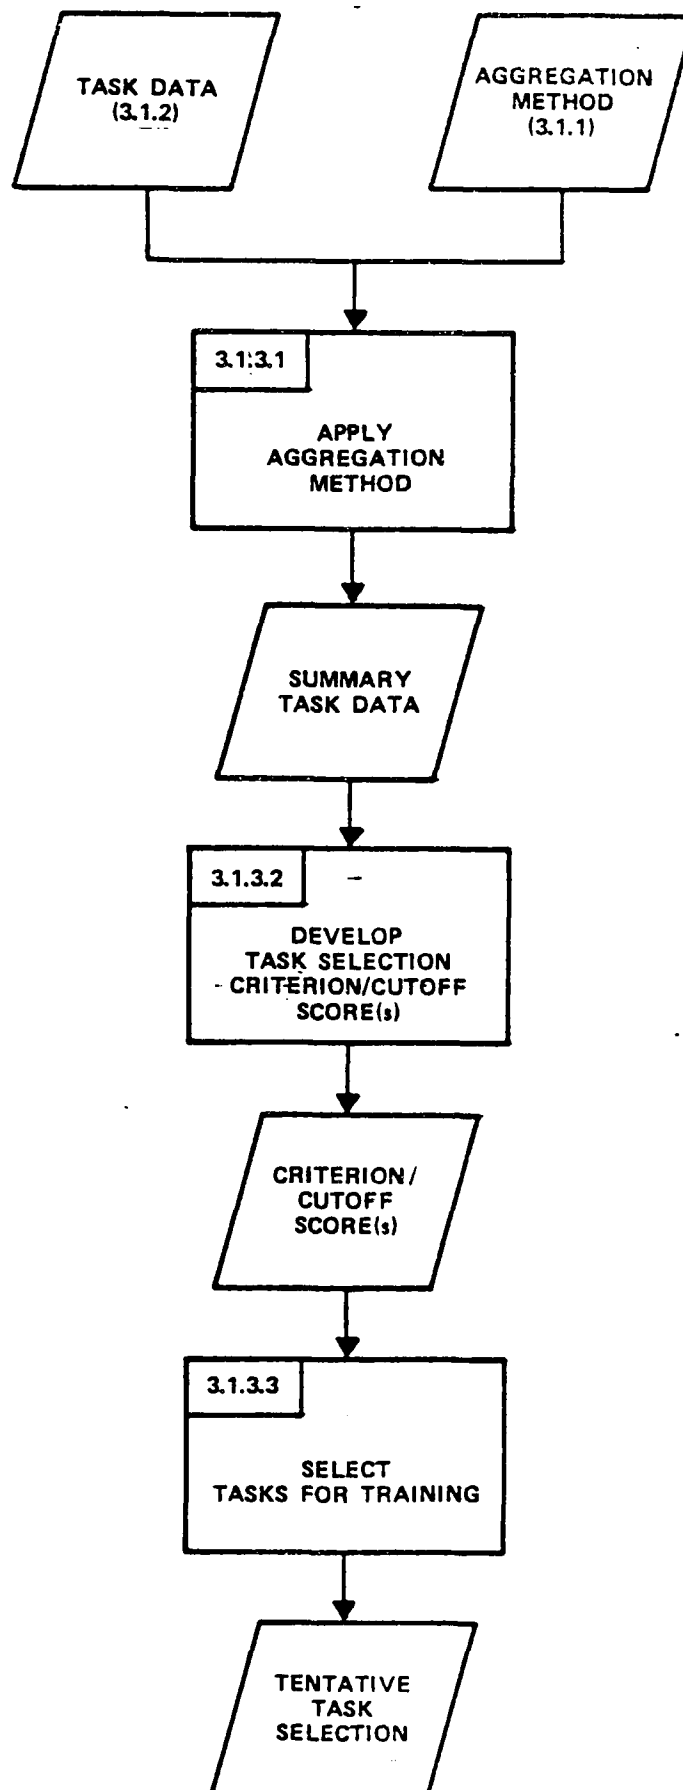 TASK DATA
(3.1.2)
AGGREGATION
METHOD
(3.1.1)
3.1.3.1
APPLY
AGGREGATION
METHOD
SUMMARY
TASK DATA
3.1.3.2
DEVELOP
TASK SELECTION
CRITERION/CUTOFF
SCORE(s)
CRITERION/
CUTOFF
SCORE(s)
3.1.3.3
SELECT
TASKS FOR TRAINING
TENTATIVE
TASK
SELECTION